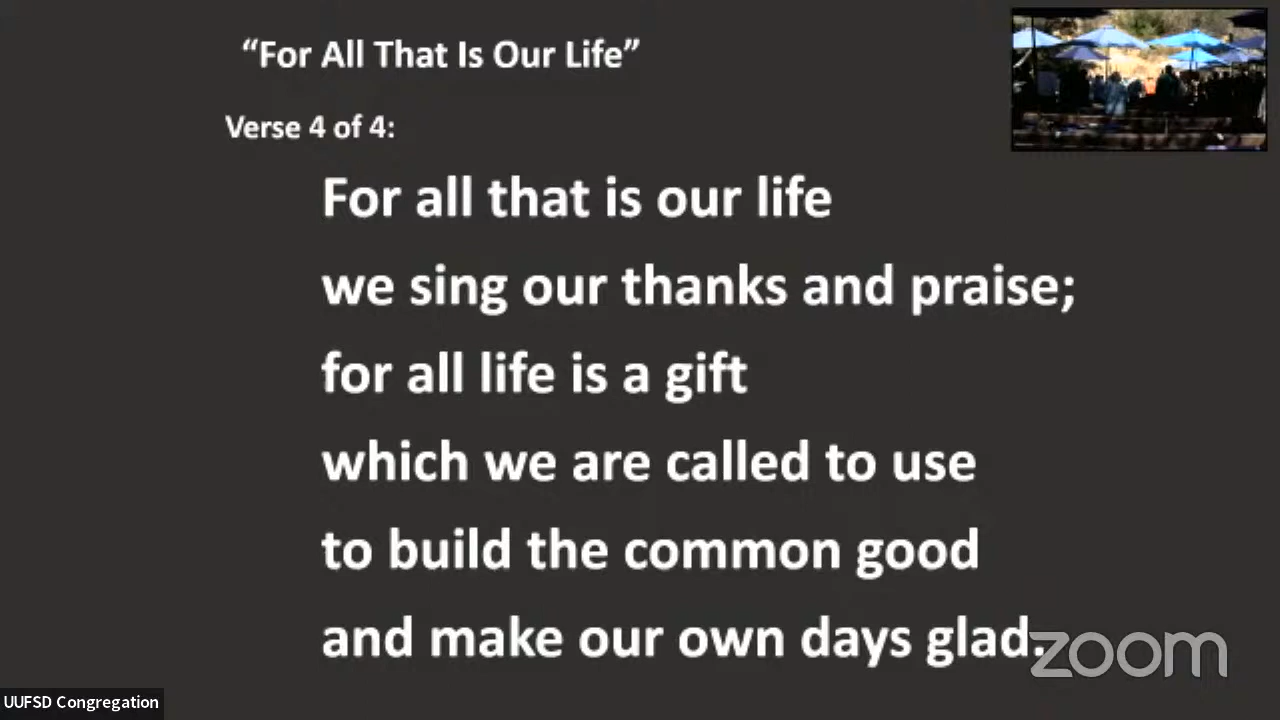 “For All That Is Our Life”
Verse 4 of 4:
For all that is our life
we sing our thanks and praise;
for all life is a gift
which we are called to use
to build the common good
and make our own days glad.
zoom
UUFSD Congregation